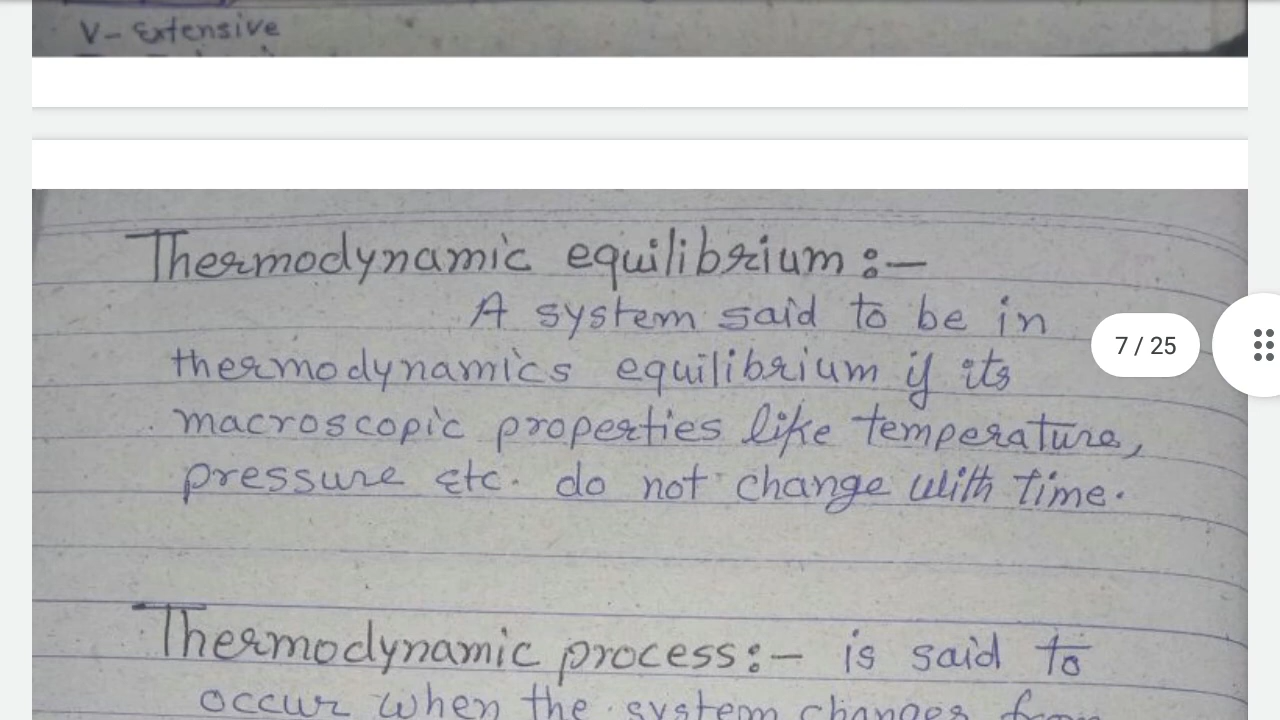 V- Extensive
Thermodynamic equilibrium :-
A system said to be in
thermodynamics equilibrium if its
macroscopic properties like temperature,
pressure etc. do not change with time.
7 / 25
Thermodynamic process :- is said to
occur when the system changes from